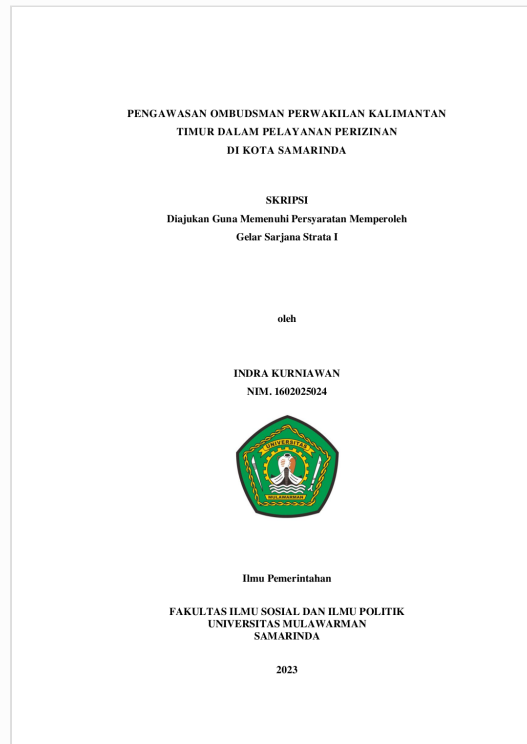 PENGAWASAN OMBUDSMAN PERWAKILAN KALIMANTAN
TIMUR DALAM PELAYANAN PERIZINAN
DI KOTA SAMARINDA
SKRIPSI
Diajukan Guna Memenuhi Persyaratan Memperoleh
Gelar Sarjana Strata I
oleh
INDRA KURNIAWAN
NIM. 1602025024
UNIVERSITAS
MULAWARMAN
Ilmu Pemerintahan
FAKULTAS ILMU SOSIAL DAN ILMU POLITIK
UNIVERSITAS MULAWARMAN
SAMARINDA
2023